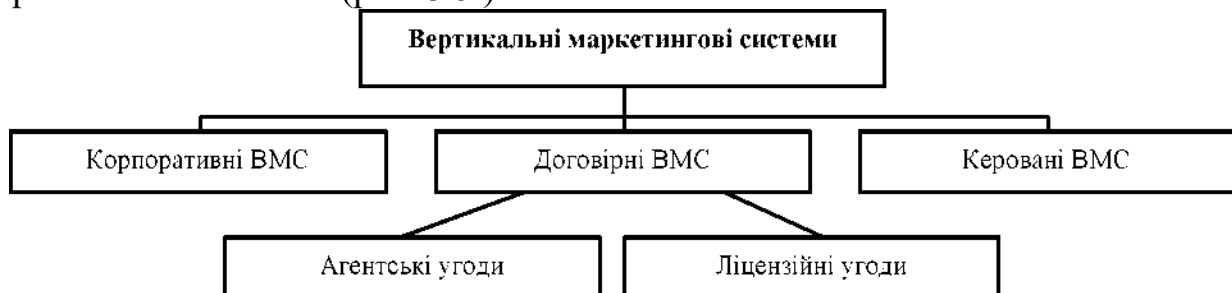 Вертикальні маркетингові системи
Корпоративні ВМС
Договірні ВМС
Керовані ВМС
Агентські угоди
Ліцензійні угоди